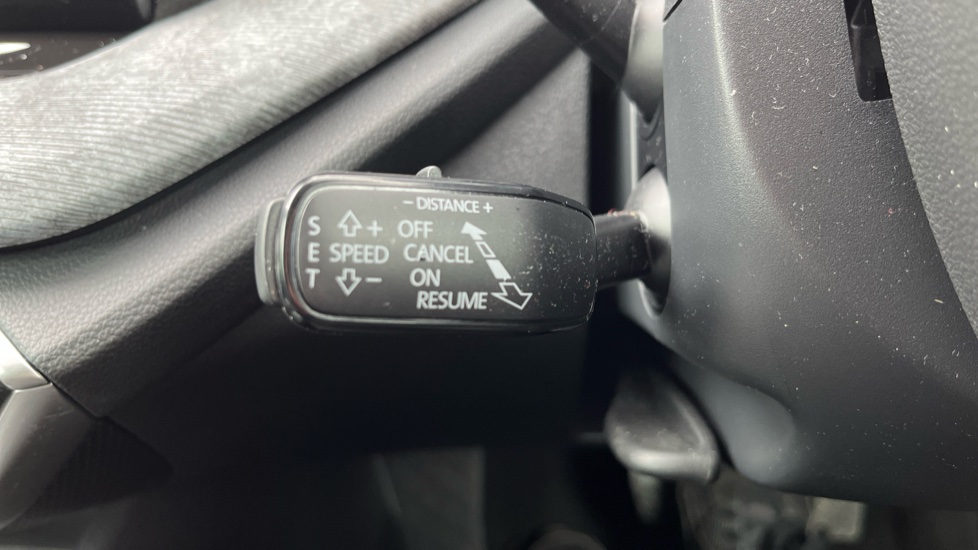 - DISTANCE +
S + OFF
E SPEED CANCEL
T - ON
RESUME